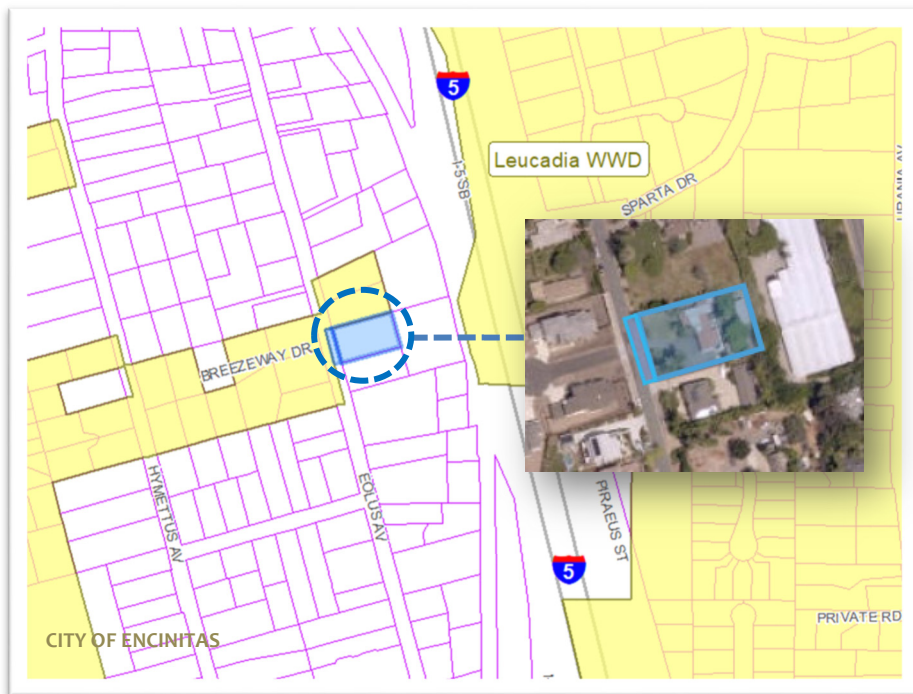 5
I-5 SB
Leucadia WWD
SPARTA DR
URANIA AV
BREEZEWAY DR
HYMETTUS AV
EOLUS AV
PIRAEUS ST
5
PRIVATE RD
CITY OF ENCINITAS